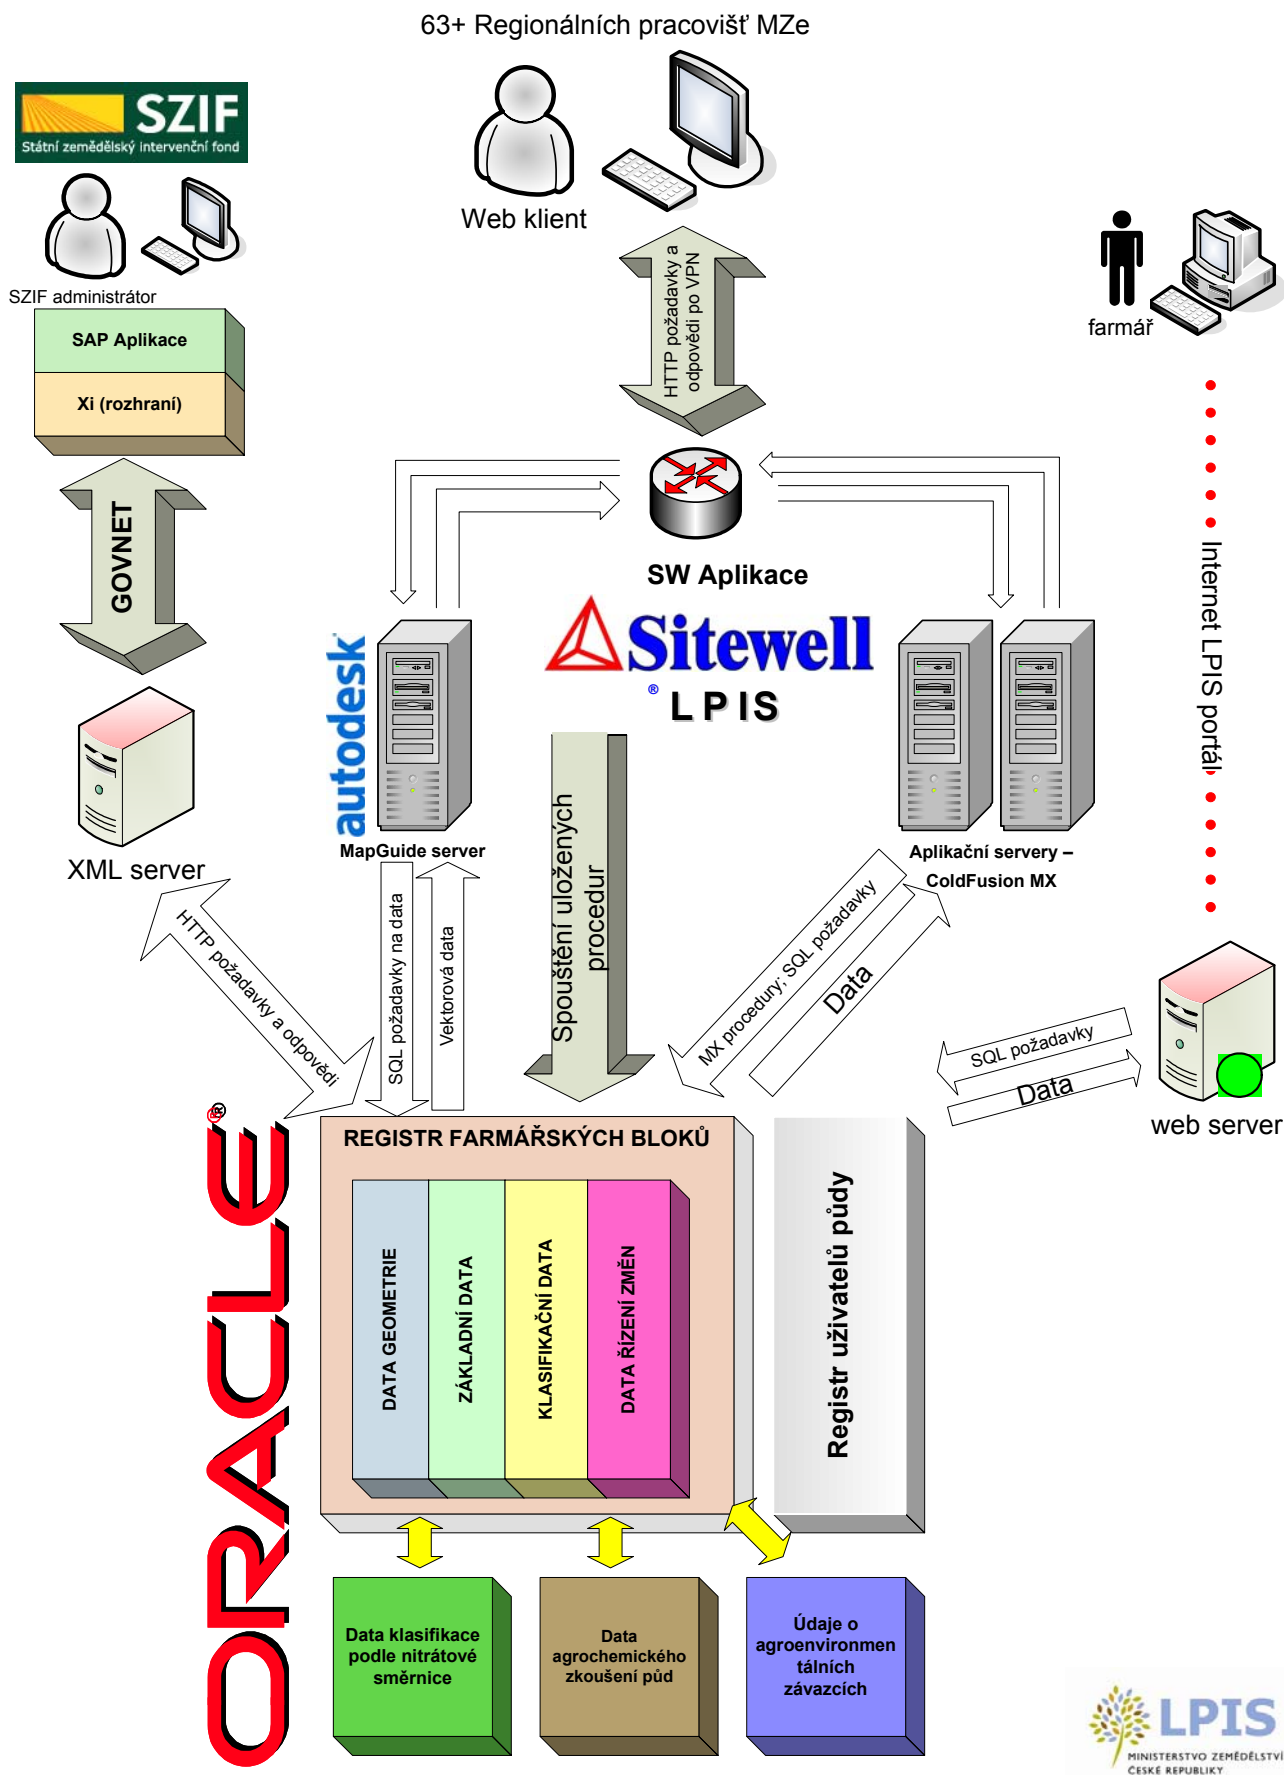 63+ Regionálních pracovišť MZe
SZIF
Státní zemědělský intervenční fond
Web klient
SZIF administrátor
SAP Aplikace
Xi (rozhraní)
HTTP požadavky a
odpovědi po VPN
farmář
GOVNET
SW Aplikace
Sitewell
®
LPIS
autodesk
Internet LPIS portál
XML server
MapGuide server
Aplikační servery –
ColdFusion MX
HTTP požadavky a odpovědi
SQL požadavky na data
Vektorová data
Spouštění uložených
procedur
MX procedury; SQL požadavky
Data
SQL požadavky
Data
web server
ORACLE
®
REGISTR FARMÁŘSKÝCH BLOKŮ
DATA GEOMETRIE
ZÁKLADNÍ DATA
KLASIFIKAČNÍ DATA
DATA ŘÍZENÍ ZMĚN
Registr uživatelů půdy
Data klasifikace
podle nitrátové
směrnice
Data
agrochemického
zkoušení půd
Údaje o
agroenvironmen
tálních
závazcích
LPIS
MINISTERSTVO ZEMĚDĚLSTVÍ
ČESKÉ REPUBLIKY